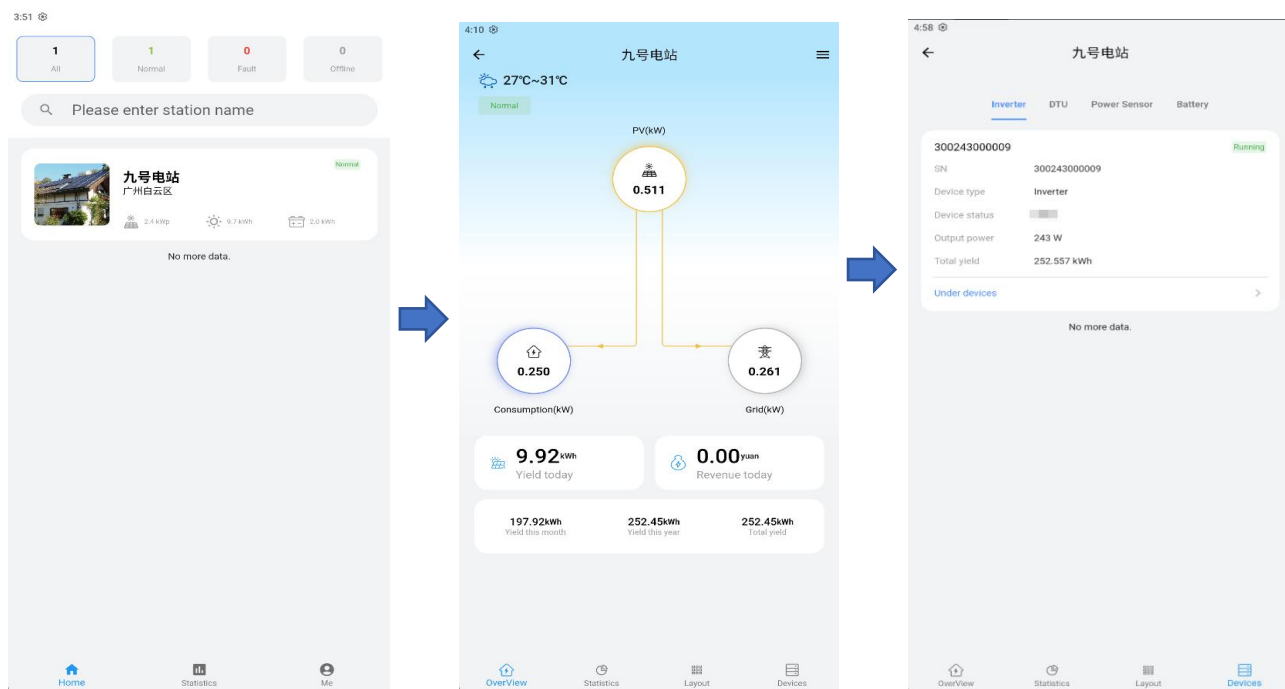 3:51
1 1 0 0
All Normal Fault Offline
Please enter station name
九号电站
Normal
广州白云区
2.4 kWp 9.7 kWh 2.0 kWh
No more data.
Home Statistics Me
4:10
九号电站
27℃~31℃
Normal
PV(kW)
0.511
0.250
0.261
Consumption(kW)
Grid(kW)
9.92kWh
Yield today
0.00yuan
Revenue today
197.92kWh 252.45kWh 252.45kWh
Yield this month Yield this year Total yield
OverView Statistics Layout Devices
4:58
九号电站
Inverter DTU Power Sensor Battery
300243000009 Running
SN 300243000009
Device type Inverter
Device status
Output power 243 W
Total yield 252.557 kWh
Under devices
No more data.
OverView Statistics Layout Devices